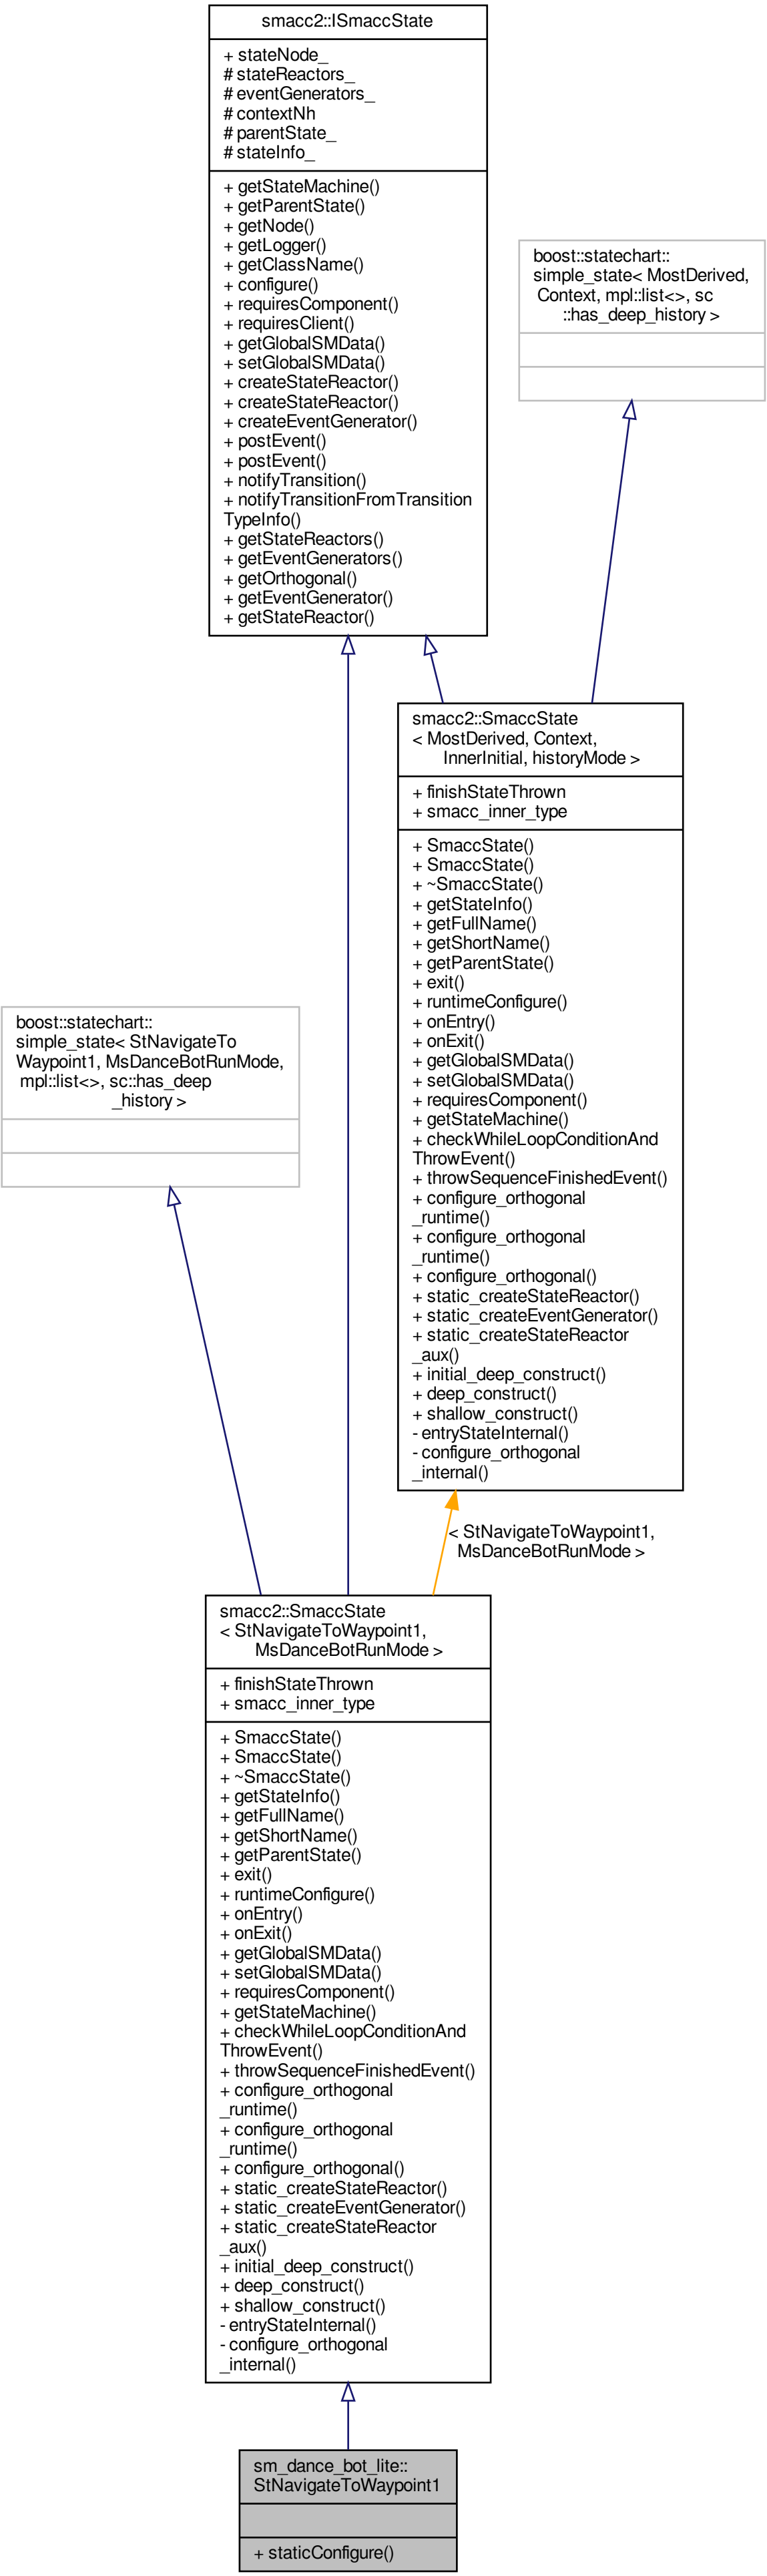 smacc2::ISmaccState
+ stateNode_
# stateReactors_
# eventGenerators_
# contextNh
# parentState_
# stateInfo_
+ getStateMachine()
+ getParentState()
+ getNode()
+ getLogger()
+ getClassName()
+ configure()
+ requiresComponent()
+ requiresClient()
+ getGlobalSMData()
+ setGlobalSMData()
+ createStateReactor()
+ createStateReactor()
+ createEventGenerator()
+ postEvent()
+ postEvent()
+ notifyTransition()
+ notifyTransitionFromTransition
TypeInfo()
+ getStateReactors()
+ getEventGenerators()
+ getOrthogonal()
+ getEventGenerator()
+ getStateReactor()
boost::statechart::
simple_state< MostDerived,
Context, mpl::list<>, sc
::has_deep_history >
smacc2::SmaccState
< MostDerived, Context,
InnerInitial, historyMode >
+ finishStateThrown
+ smacc_inner_type
+ SmaccState()
+ SmaccState()
+ ~SmaccState()
+ getStateInfo()
+ getFullName()
+ getShortName()
+ getParentState()
+ exit()
+ runtimeConfigure()
+ onEntry()
+ onExit()
+ getGlobalSMData()
+ setGlobalSMData()
+ requiresComponent()
+ getStateMachine()
+ checkWhileLoopConditionAnd
ThrowEvent()
+ throwSequenceFinishedEvent()
+ configure_orthogonal
_runtime()
+ configure_orthogonal
_runtime()
+ configure_orthogonal()
+ static_createStateReactor()
+ static_createEventGenerator()
+ static_createStateReactor
_aux()
+ initial_deep_construct()
+ deep_construct()
+ shallow_construct()
- entryStateInternal()
- configure_orthogonal
_internal()
boost::statechart::
simple_state< StNavigateTo
Waypoint1, MsDanceBotRunMode,
mpl::list<>, sc::has_deep
_history >
< StNavigateToWaypoint1,
MsDanceBotRunMode >
smacc2::SmaccState
< StNavigateToWaypoint1,
MsDanceBotRunMode >
+ finishStateThrown
+ smacc_inner_type
+ SmaccState()
+ SmaccState()
+ ~SmaccState()
+ getStateInfo()
+ getFullName()
+ getShortName()
+ getParentState()
+ exit()
+ runtimeConfigure()
+ onEntry()
+ onExit()
+ getGlobalSMData()
+ setGlobalSMData()
+ requiresComponent()
+ getStateMachine()
+ checkWhileLoopConditionAnd
ThrowEvent()
+ throwSequenceFinishedEvent()
+ configure_orthogonal
_runtime()
+ configure_orthogonal
_runtime()
+ configure_orthogonal()
+ static_createStateReactor()
+ static_createEventGenerator()
+ static_createStateReactor
_aux()
+ initial_deep_construct()
+ deep_construct()
+ shallow_construct()
- entryStateInternal()
- configure_orthogonal
_internal()
sm_dance_bot_lite::
StNavigateToWaypoint1
+ staticConfigure()